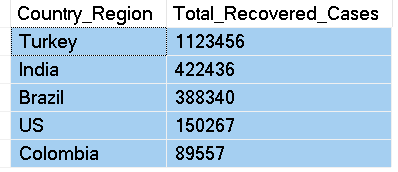 Country_Region Total_Recovered_Cases
Turkey 1123456
India 422436
Brazil 388340
US 150267
Colombia 89557